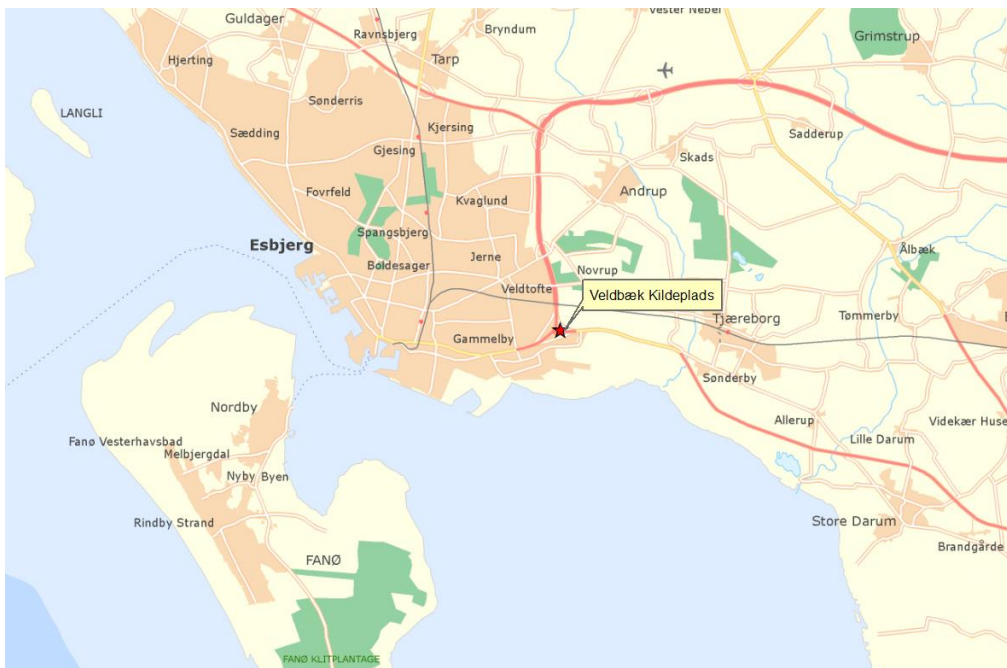 Guldager
Ravnsbjerg
Bryndum
Vester Nebel
Grimstrup
Hjerting
Tarp
Sønderris
LANGLI
Sædding
Kjersing
Sadderup
Gjesing
Skads
Fovrfeld
Kvaglund
Andrup
Spangsbjerg
Esbjerg
Jerne
Ålbæk
Boldesager
Novrup
Veldtofte
Veldbæk Kildeplads
Tjæreborg
Tømmerby
Gammelby
Sønderby
Nordby
Allerup
Videkær Huse
Fanø Vesterhavsbad
Lille Darum
Melbjergdal
Nyby
Byen
Rindby Strand
Store Darum
Brandgårde
FANØ
FANØ KLITPLANTAGE